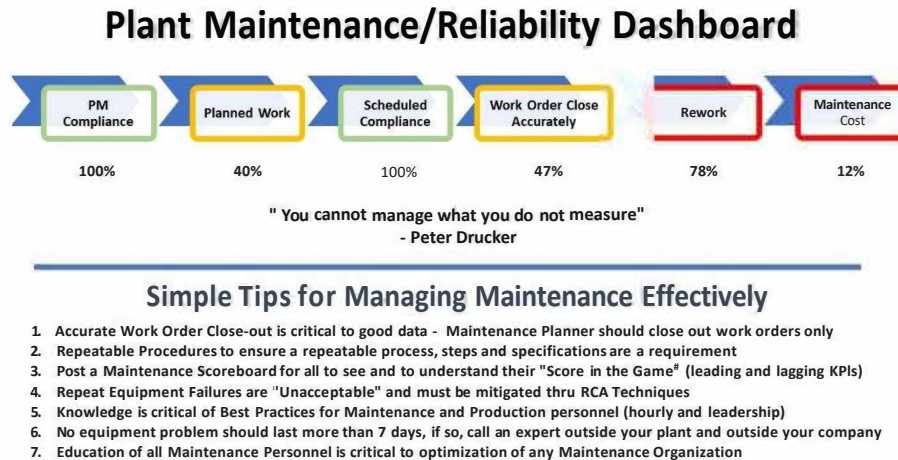 Plant Maintenance/Reliability Dashboard
PM
Compliance
Planned Work
Scheduled
Compliance
Work Order Close
Accurately
Rework
Maintenance
Cost
100%
40%
100%
47%
78%
12%
" You cannot manage what you do not measure"
- Peter Drucker
Simple Tips for Managing Maintenance Effectively
1. Accurate Work Order Close-out is critical to good data - Maintenance Planner should close out work orders only
2. Repeatable Procedures to ensure a repeatable process, steps and specifications are a requirement
3. Post a Maintenance Scoreboard for all to see and to understand their "Score in the Game# (leading and lagging KPls)
4. Repeat Equipment Failures are "Unacceptable" and must be mitigated thru RCA Techniques
5. Knowledge is critical of Best Practices for Maintenance and Production personnel (hourly and leadership)
6. No equipment problem should last more than 7 days, if so, call an expert outside your plant and outside your company
7. Education of all Maintenance Personnel is critical to optimization of any Maintenance Organization